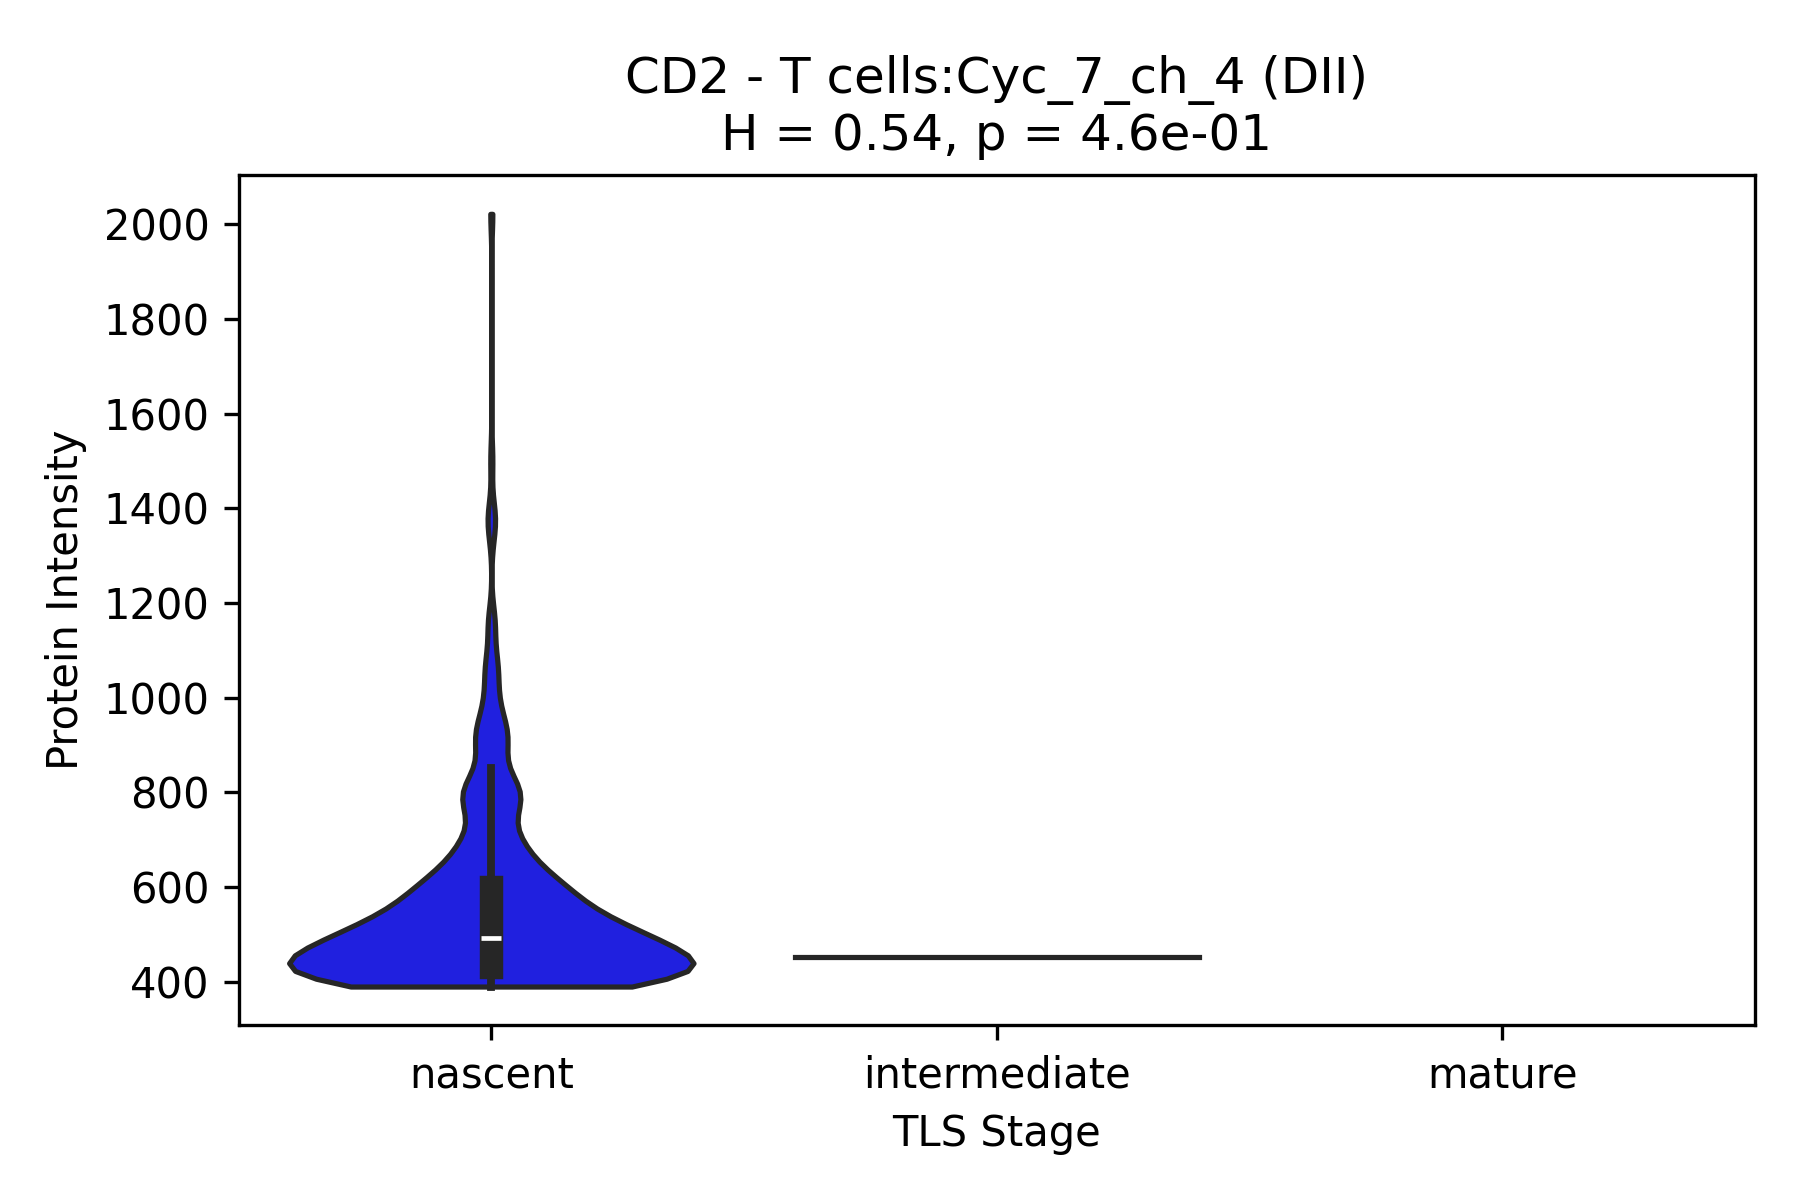 CD2 - T cells:Cyc_7_ch_4 (DII)
H = 0.54, p = 4.6e-01
Protein Intensity
2000
1800
1600
1400
1200
1000
800
600
400
nascent
intermediate
mature
TLS Stage